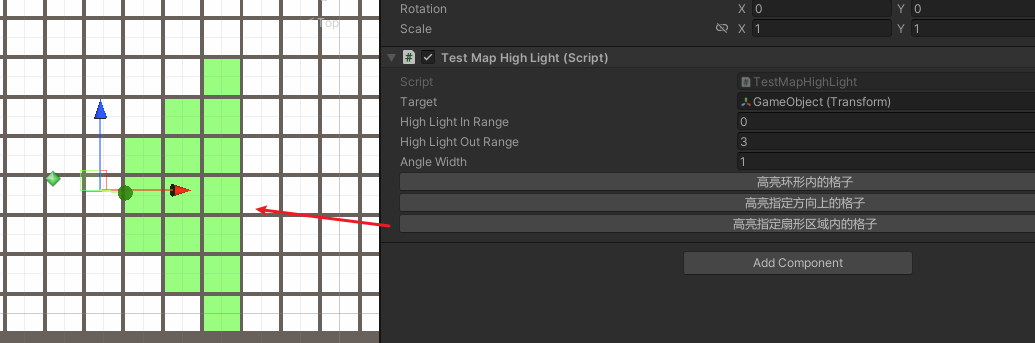 Top
Rotation X 0 Y 0
Scale X 1 Y 1
# Test Map High Light (Script)
Script # TestMapHighLight
Target GameObject (Transform)
High Light In Range 0
High Light Out Range 3
Angle Width 1
高亮环形内的格子
高亮指定方向上的格子
高亮指定扇形区域内的格子
Add Component